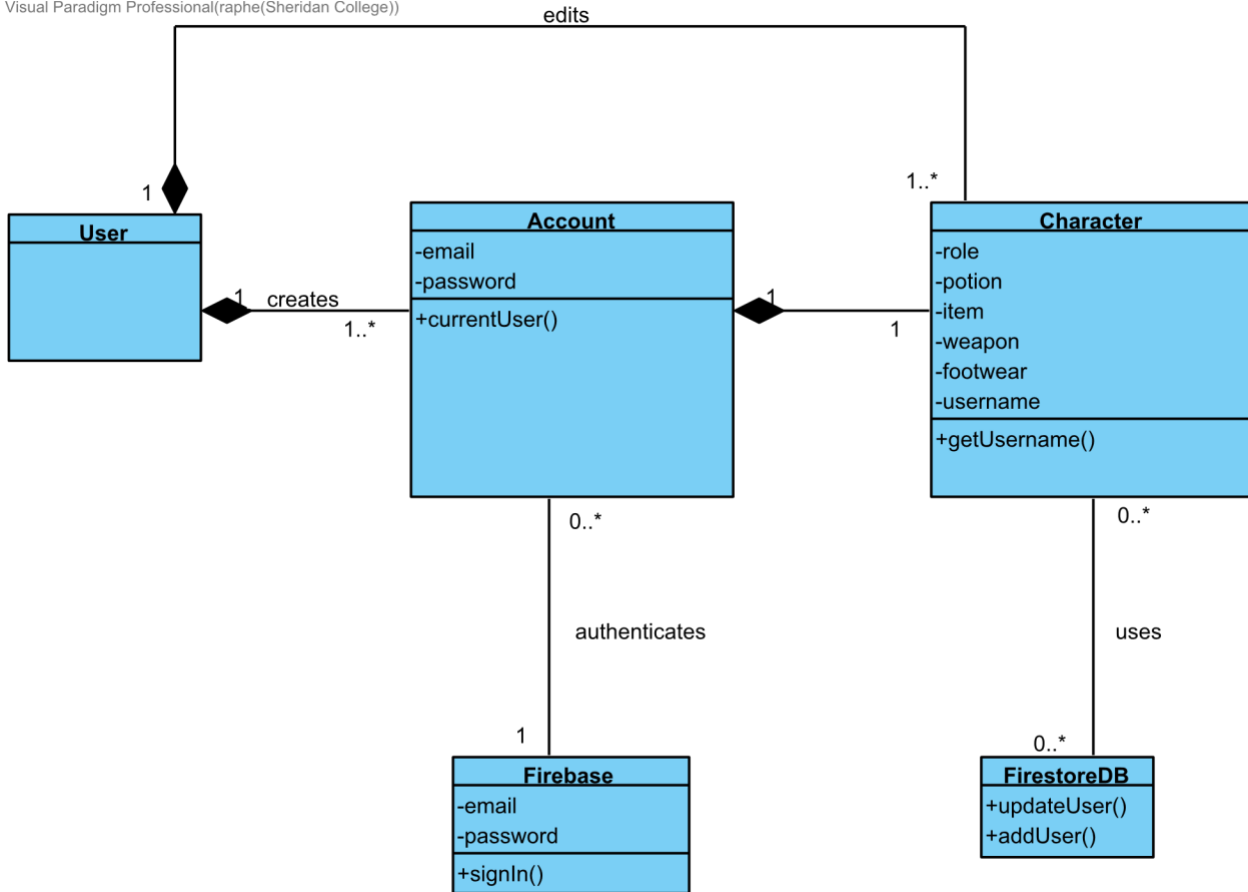 Visual Paradigm Professional(raphe(Sheridan College))
edits
1
1..*
User
1
creates
1..*
Account
-email
-password
+currentUser()
1
1
Character
-role
-potion
-item
-weapon
-footwear
-username
+getUsername()
0..*
authenticates
1
0..*
uses
0..*
Firebase
-email
-password
+signIn()
FirestoreDB
+updateUser()
+addUser()